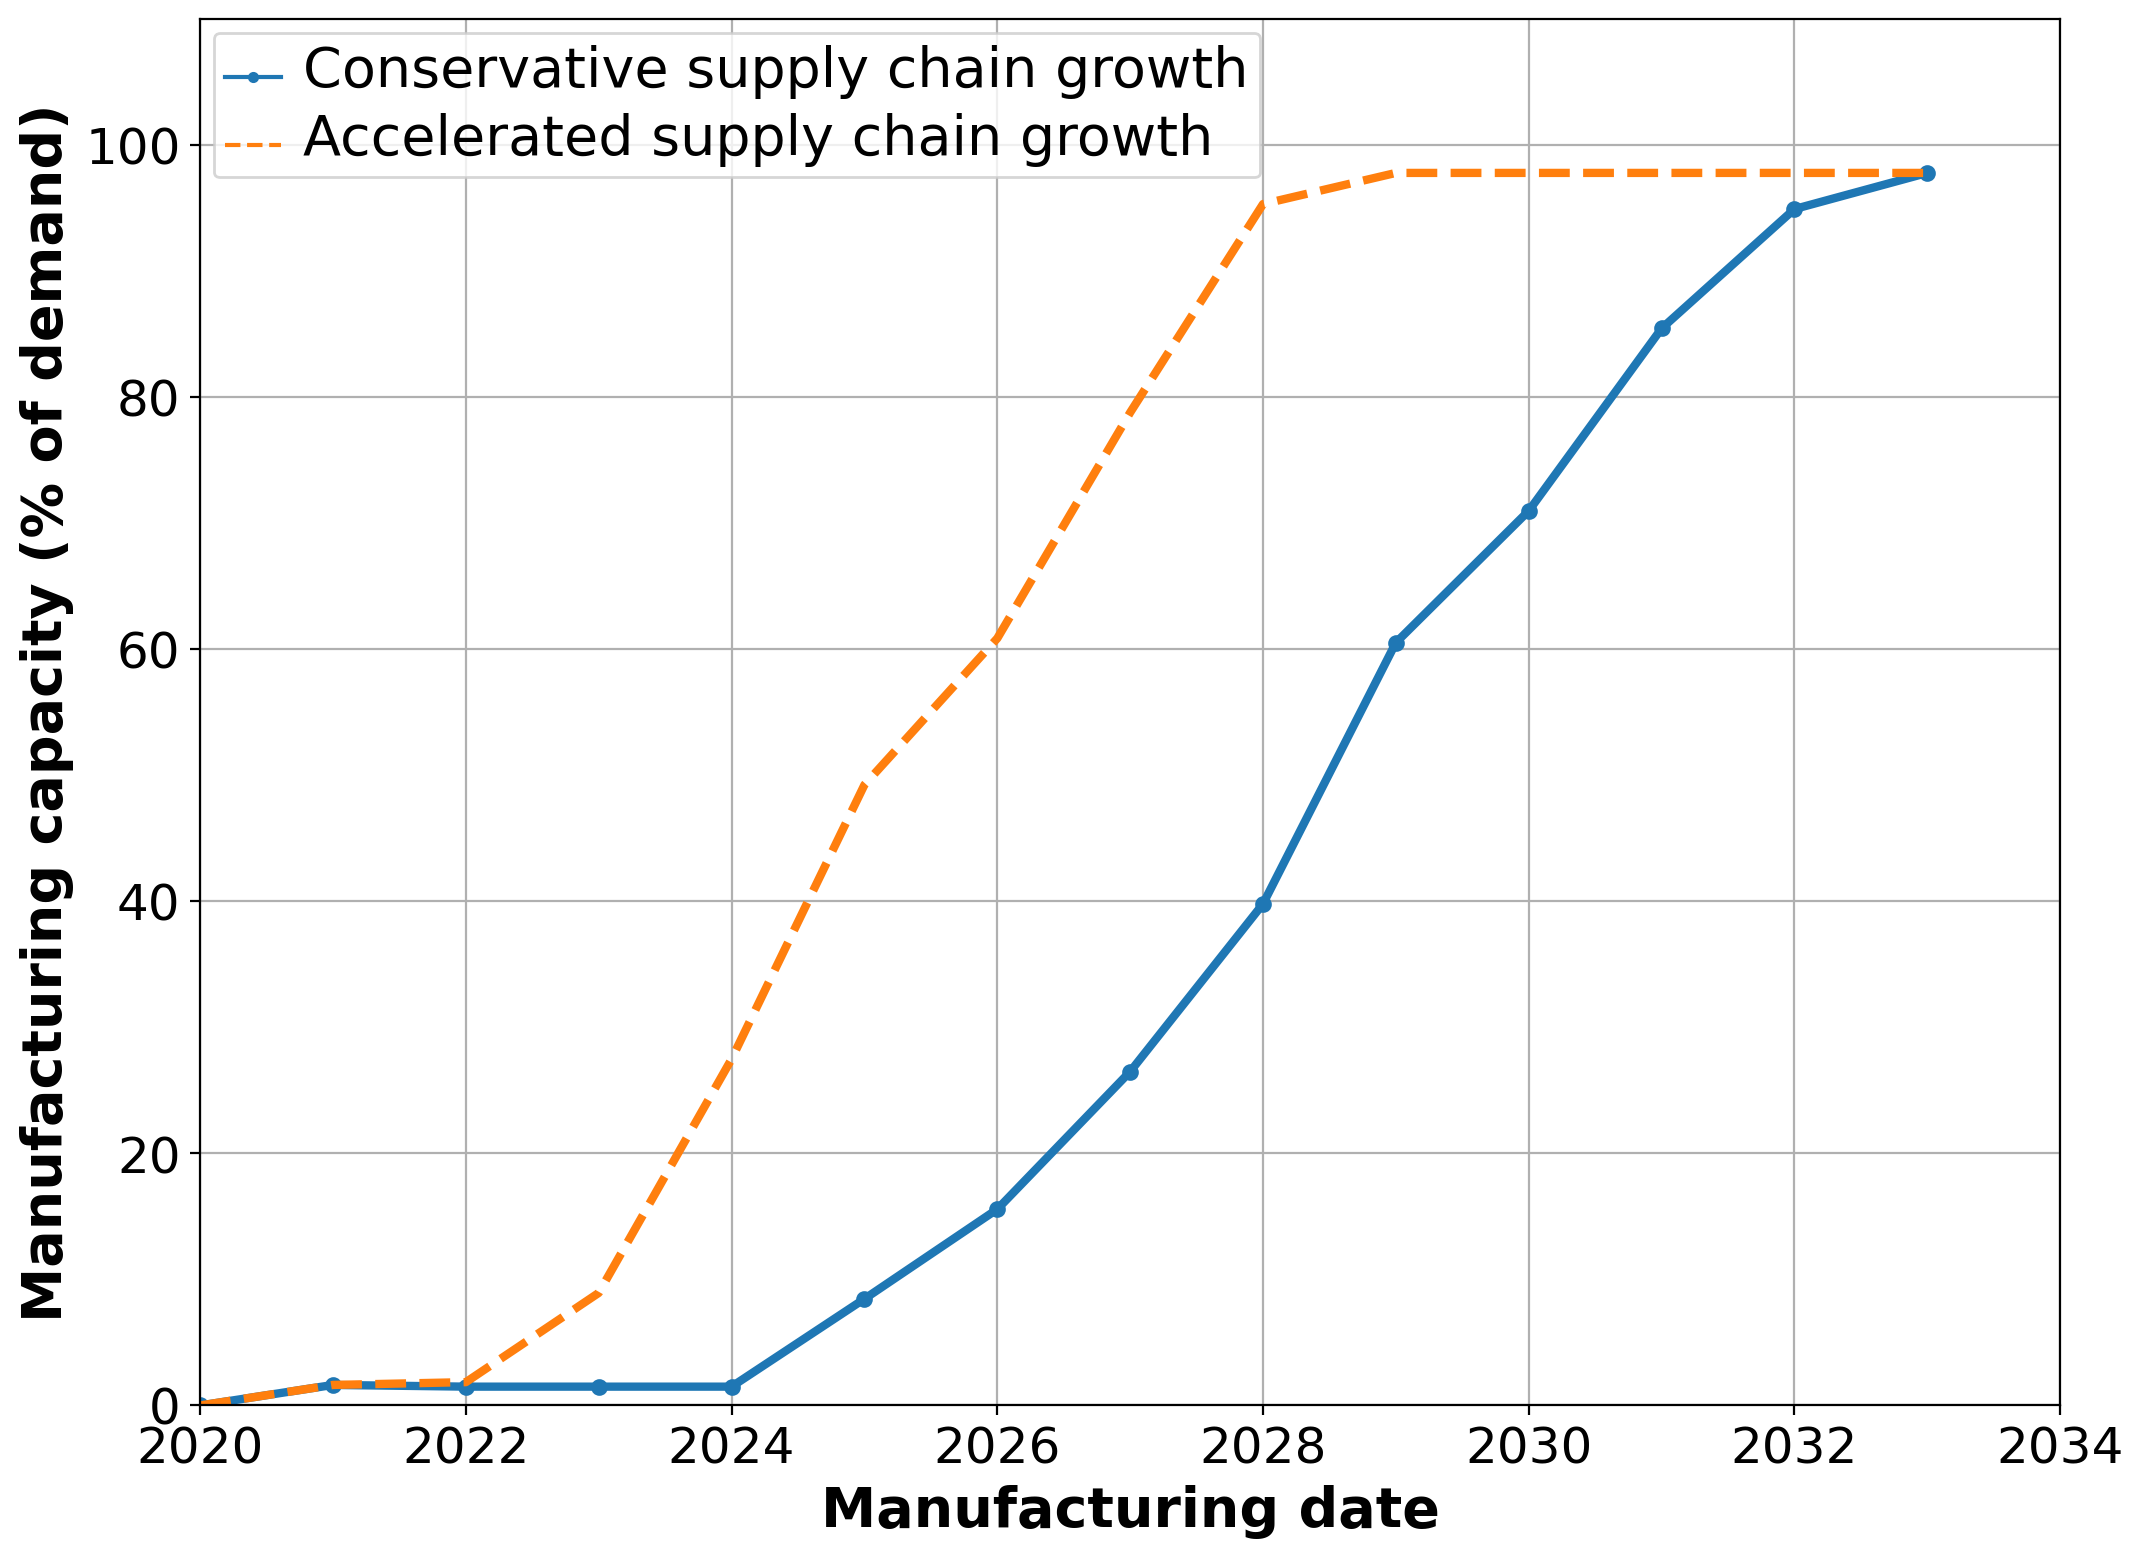 Conservative supply chain growth
Accelerated supply chain growth
Manufacturing capacity (% of demand)
100
80
60
40
20
0
2020 2022 2024 2026 2028 2030 2032 2034
Manufacturing date